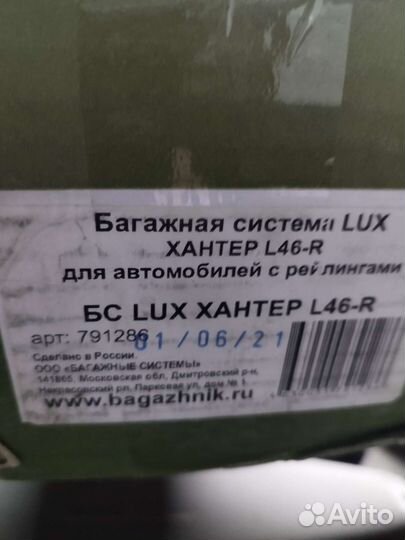 Багажная система LUX
ХАНТЕР L46-R
для автомобилей с рейлингами
БС LUX ХАНТЕР L46-R
арт: 791286
01/06/21
Сделано в России.
ООО «БАГАЖНЫЕ СИСТЕМЫ»
141865, Московская обл, Дмитровский р-н,
Некрасовский рп, Парковая ул, дом № 1.
www.bagazhnik.ru
Avito